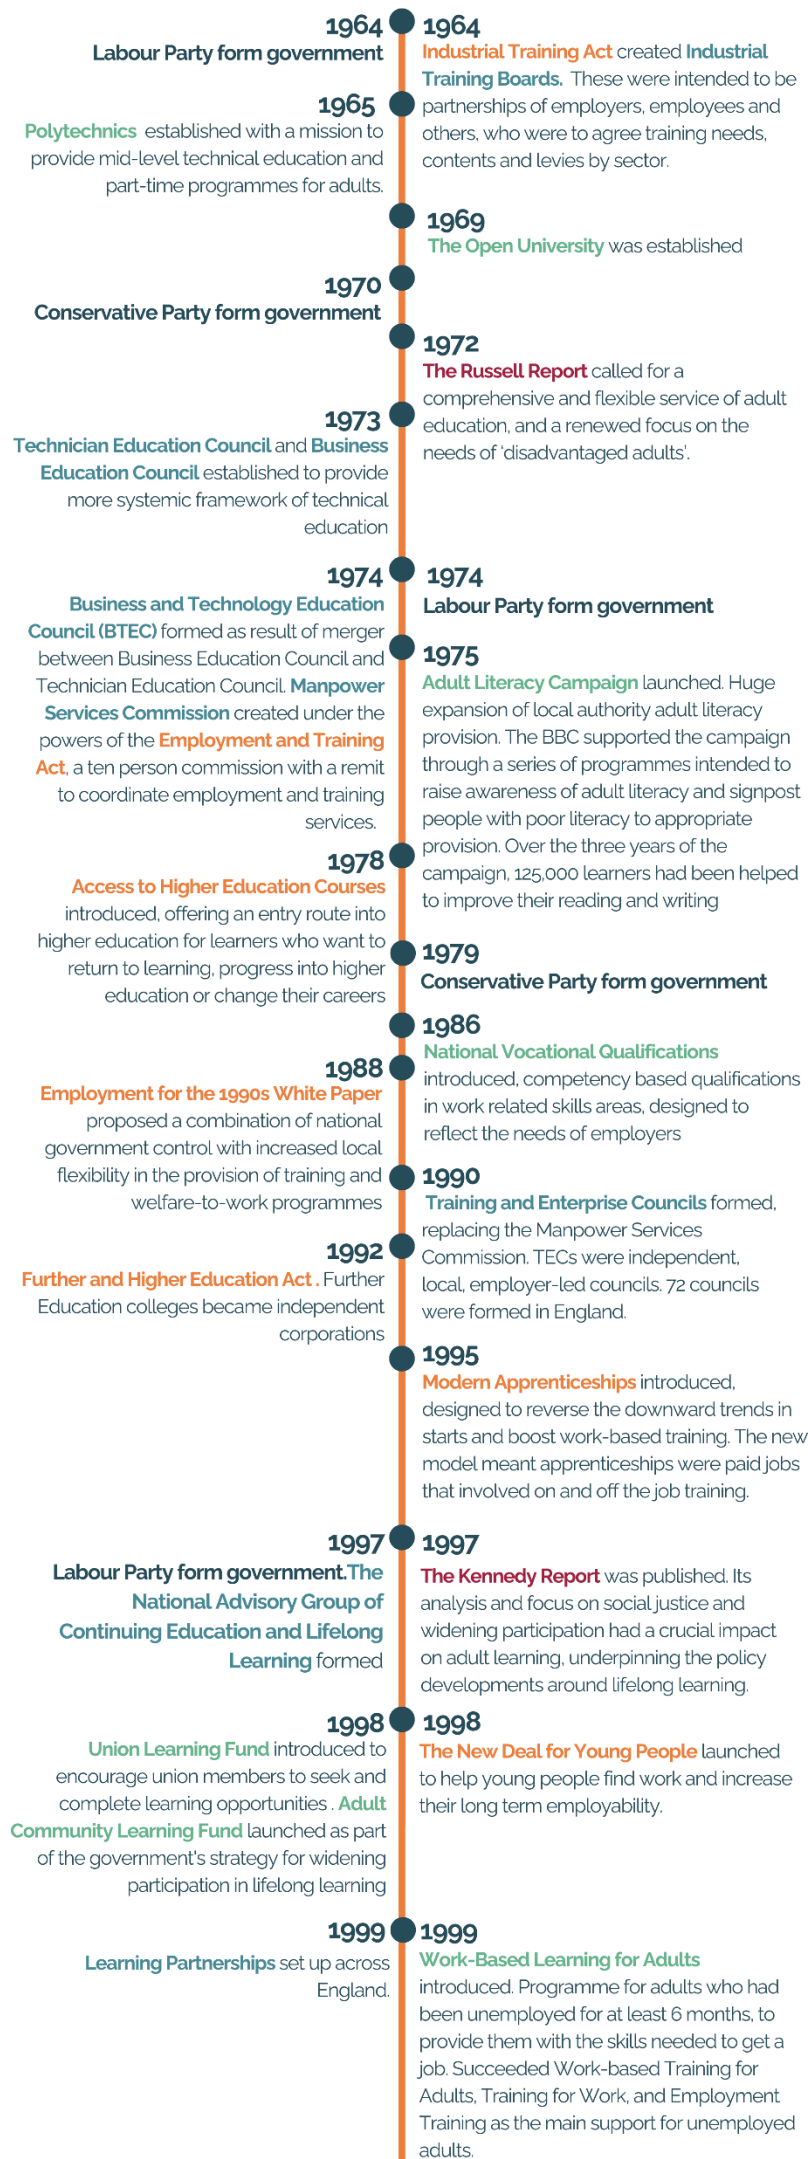 1964
Labour Party form government
1964
Industrial Training Act created Industrial
Training Boards. These were intended to be
partnerships of employers, employees and
others, who were to agree training needs,
contents and levies by sector.
1965
Polytechnics established with a mission to
provide mid-level technical education and
part-time programmes for adults.
1969
The Open University was established
1970
Conservative Party form government
1972
The Russell Report called for a
comprehensive and flexible service of adult
education, and a renewed focus on the
needs of ‘disadvantaged adults’.
1973
Technician Education Council and Business
Education Council established to provide
more systemic framework of technical
education
1974
Business and Technology Education
Council (BTEC) formed as result of merger
between Business Education Council and
Technician Education Council. Manpower
Services Commission created under the
powers of the Employment and Training
Act, a ten person commission with a remit
to coordinate employment and training
services.
1974
Labour Party form government
1975
Adult Literacy Campaign launched. Huge
expansion of local authority adult literacy
provision. The BBC supported the campaign
through a series of programmes intended to
raise awareness of adult literacy and signpost
people with poor literacy to appropriate
provision. Over the three years of the
campaign, 125,000 learners had been helped
to improve their reading and writing
1978
Access to Higher Education Courses
introduced, offering an entry route into
higher education for learners who want to
return to learning, progress into higher
education or change their careers
1979
Conservative Party form government
1986
National Vocational Qualifications
introduced, competency based qualifications
in work related skills areas, designed to
reflect the needs of employers
1988
Employment for the 1990s White Paper
proposed a combination of national
government control with increased local
flexibility in the provision of training and
welfare-to-work programmes
1990
Training and Enterprise Councils formed,
replacing the Manpower Services
Commission. TECs were independent,
local, employer-led councils. 72 councils
were formed in England.
1992
Further and Higher Education Act . Further
Education colleges became independent
corporations
1995
Modern Apprenticeships introduced,
designed to reverse the downward trends in
starts and boost work-based training. The new
model meant apprenticeships were paid jobs
that involved on and off the job training.
1997
Labour Party form government.The
National Advisory Group of
Continuing Education and Lifelong
Learning formed
1997
The Kennedy Report was published. Its
analysis and focus on social justice and
widening participation had a crucial impact
on adult learning, underpinning the policy
developments around lifelong learning.
1998
Union Learning Fund introduced to
encourage union members to seek and
complete learning opportunities . Adult
Community Learning Fund launched as part
of the government's strategy for widening
participation in lifelong learning
1998
The New Deal for Young People launched
to help young people find work and increase
their long term employability.
1999
Learning Partnerships set up across
England.
1999
Work-Based Learning for Adults
introduced. Programme for adults who had
been unemployed for at least 6 months, to
provide them with the skills needed to get a
job. Succeeded Work-based Training for
Adults, Training for Work, and Employment
Training as the main support for unemployed
adults.